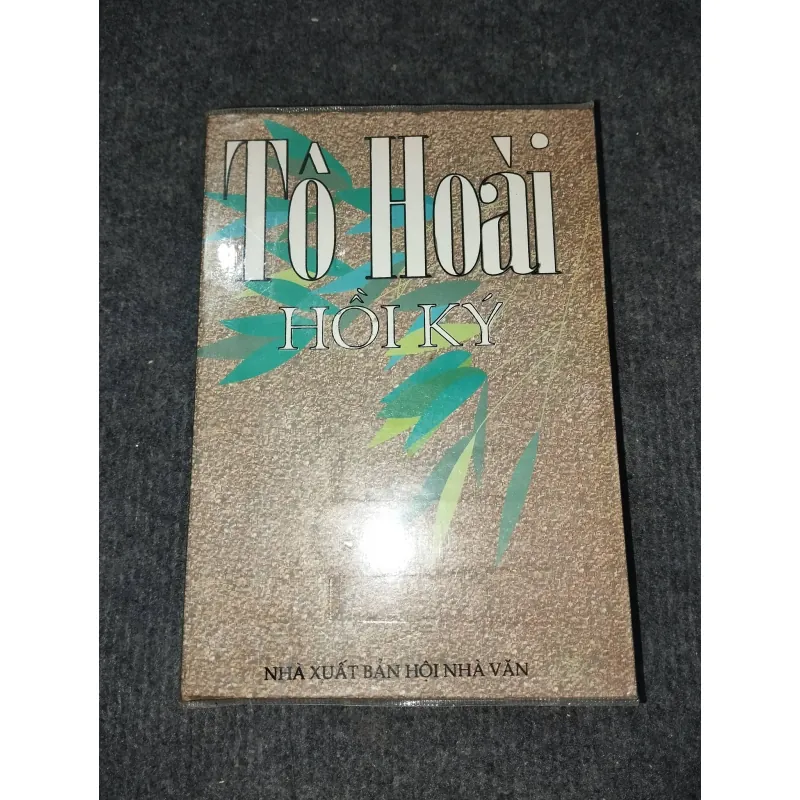 Tô Hoài
HỒI KÝ
NHÀ XUẤT BẢN HỘI NHÀ VĂN